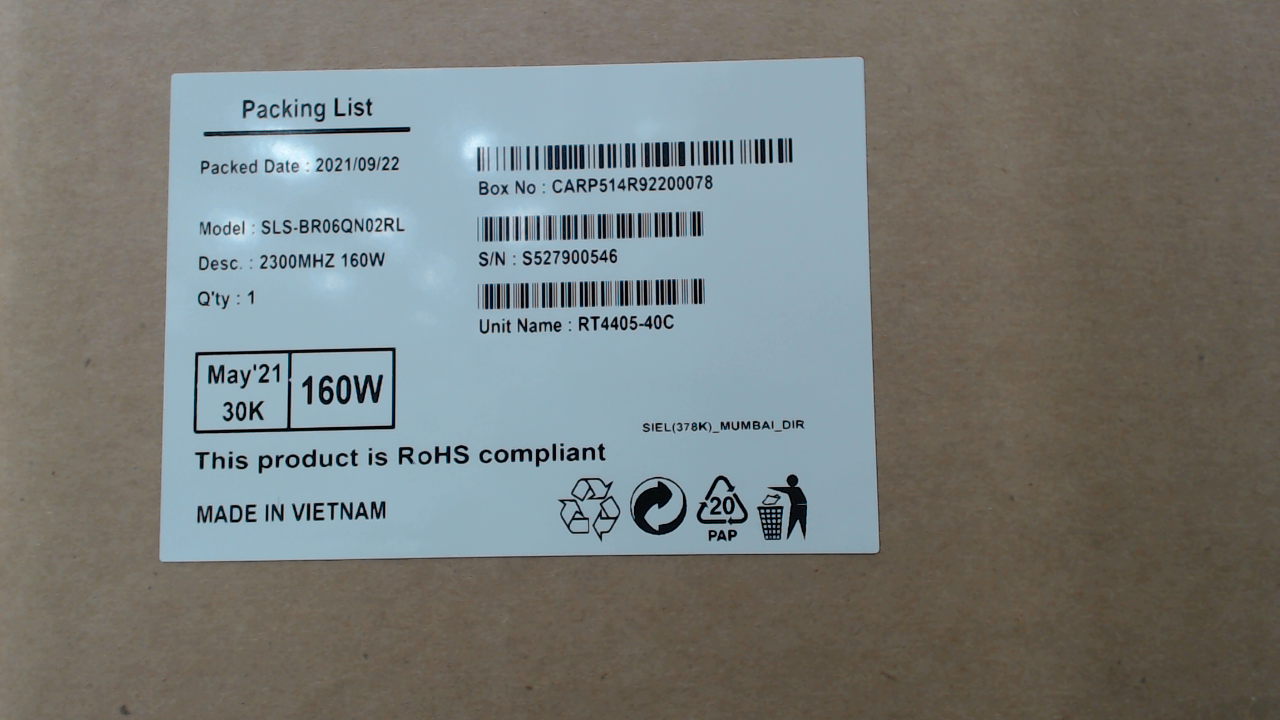 Packing List
Packed Date : 2021/09/22
Box No : CARP514R92200078
Model : SLS-BR06QN02RL
Desc. : 2300MHZ 160W
S/N : S527900546
Q'ty : 1
Unit Name : RT4405-40C
May'21
30K
160W
SIEL(378K)_MUMBAI_DIR
This product is RoHS compliant
MADE IN VIETNAM
20
PAP